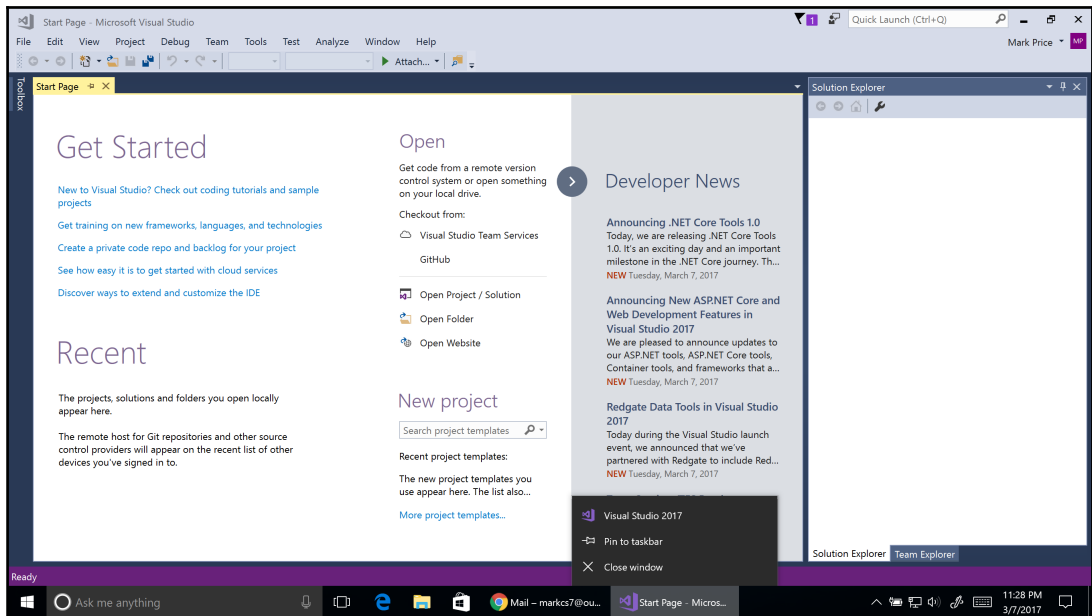 Start Page - Microsoft Visual Studio
1
Quick Launch (Ctrl+Q)
File Edit View Project Debug Team Tools Test Analyze Window Help
Mark Price
MP
Attach...
Toolbox
Start Page
Solution Explorer
Get Started
New to Visual Studio? Check out coding tutorials and sample
projects
Get training on new frameworks, languages, and technologies
Create a private code repo and backlog for your project
See how easy it is to get started with cloud services
Discover ways to extend and customize the IDE
Recent
The projects, solutions and folders you open locally
appear here.
The remote host for Git repositories and other source
control providers will appear on the recent list of other
devices you've signed in to.
Open
Get code from a remote version
control system or open something
on your local drive.
Checkout from:
Visual Studio Team Services
GitHub
Open Project / Solution
Open Folder
Open Website
New project
Search project templates
Recent project templates:
The new project templates you
use appear here. The list also...
More project templates...
Developer News
Announcing .NET Core Tools 1.0
Today, we are releasing .NET Core Tools
1.0. It's an exciting day and an important
milestone in the .NET Core journey. Th...
NEW Tuesday, March 7, 2017
Announcing New ASP.NET Core and
Web Development Features in
Visual Studio 2017
We are pleased to announce updates to
our ASP.NET tools, ASP.NET Core tools,
Container tools, and frameworks that a...
NEW Tuesday, March 7, 2017
Redgate Data Tools in Visual Studio
2017
Today during the Visual Studio launch
event, we announced that we've
partnered with Redgate to include Red...
NEW Tuesday, March 7, 2017
Visual Studio 2017
Pin to taskbar
Close window
Solution Explorer Team Explorer
Ready
Ask me anything
Mail – markcs7@ou...
Start Page - Micros...
11:28 PM
3/7/2017